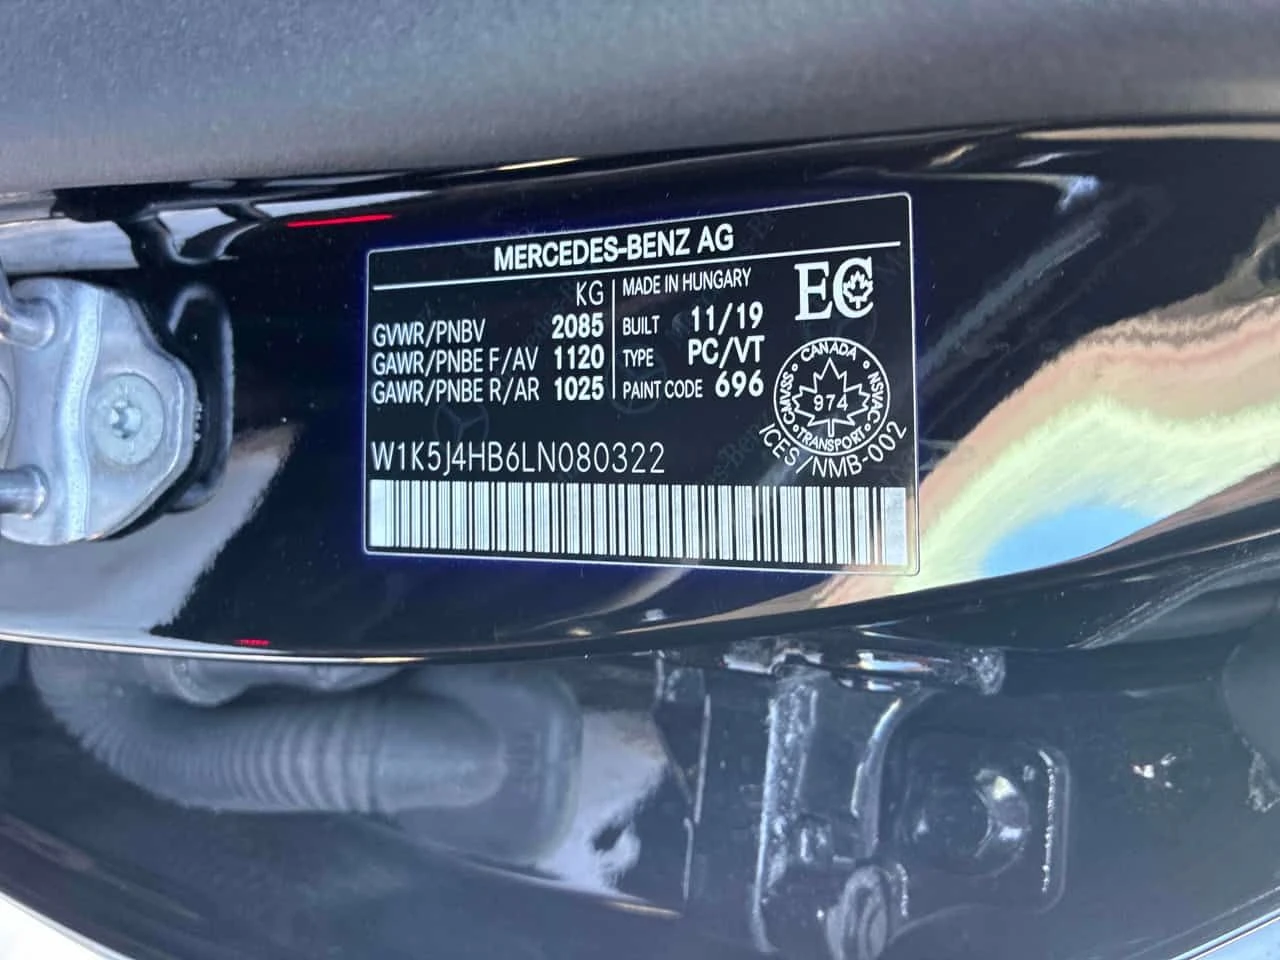 MERCEDES-BENZ AG
KG
GVWR/PNBV 2085
GAWR/PNBE F/AV 1120
GAWR/PNBE R/AR 1025
MADE IN HUNGARY
BUILT 11/19
TYPE PC/VT
PAINT CODE 696
EC
CANADA
CMVSS NSVAC
974
TRANSPORT
ICES/NMB-002
W1K5J4HB6LN080322